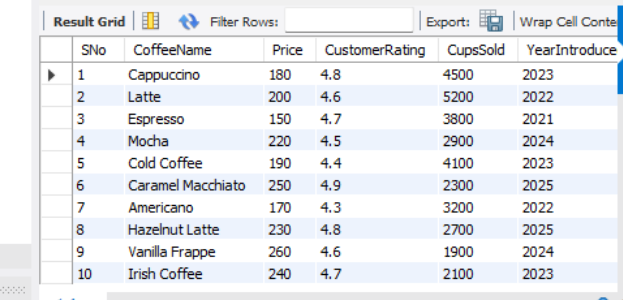 Result Grid Filter Rows: Export: Wrap Cell Conte
SNo CoffeeName Price CustomerRating CupsSold YearIntroduce
1 Cappuccino 180 4.8 4500 2023
2 Latte 200 4.6 5200 2022
3 Espresso 150 4.7 3800 2021
4 Mocha 220 4.5 2900 2024
5 Cold Coffee 190 4.4 4100 2023
6 Caramel Macchiato 250 4.9 2300 2025
7 Americano 170 4.3 3200 2022
8 Hazelnut Latte 230 4.8 2700 2025
9 Vanilla Frappe 260 4.6 1900 2024
10 Irish Coffee 240 4.7 2100 2023